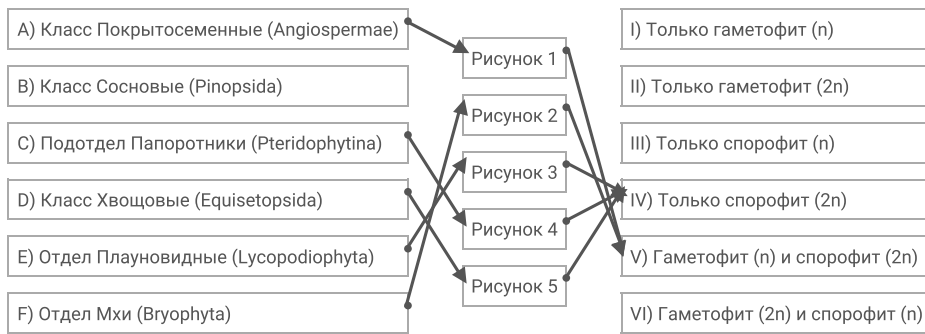 A) Класс Покрытосеменные (Angiospermae)
B) Класс Сосновые (Pinopsida)
C) Подотдел Папоротники (Pteridophytina)
D) Класс Хвощовые (Equisetopsida)
E) Отдел Плауновидные (Lycopodiophyta)
F) Отдел Мхи (Bryophyta)
Рисунок 1
Рисунок 2
Рисунок 3
Рисунок 4
Рисунок 5
I) Только гаметофит (n)
II) Только гаметофит (2n)
III) Только спорофит (n)
IV) Только спорофит (2n)
V) Гаметофит (n) и спорофит (2n)
VI) Гаметофит (2n) и спорофит (n)